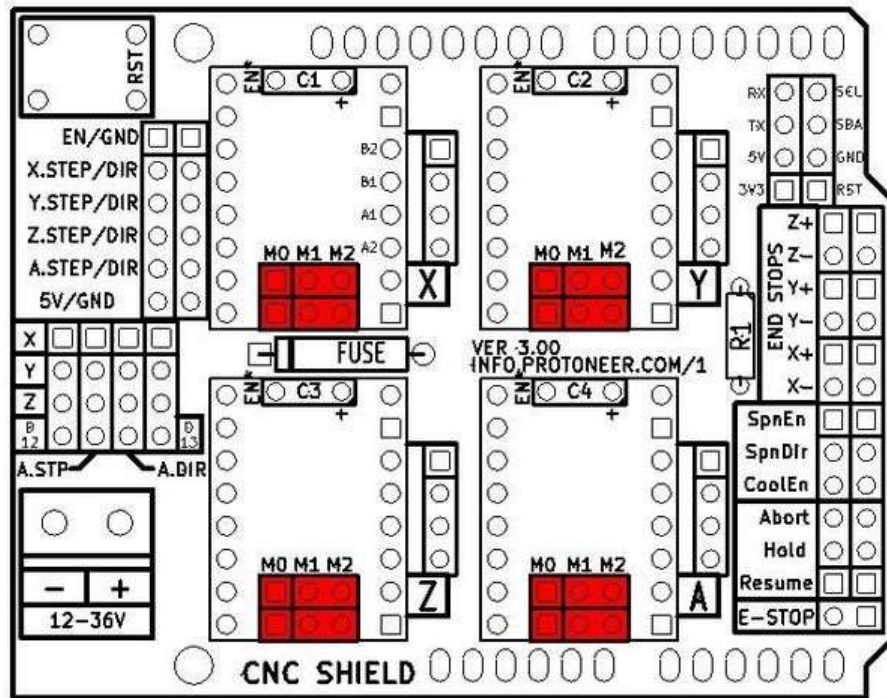 RST
EN/GND
X.STEP/DIR
Y.STEP/DIR
Z.STEP/DIR
A.STEP/DIR
5V/GND
X
Y
Z
D 12
D 13
A.STP
A.DIR
- +
12-36V
EN*
C1
+
B2
B1
A1
A2
M0 M1 M2
X
EN*
C2
+
M0 M1 M2
Y
FUSE
VER 3.00
INFO.PROTONEER.COM/1
EN*
C3
+
M0 M1 M2
Z
EN*
C4
+
M0 M1 M2
A
RX SCL
TX SDA
5V GND
3V3 RST
R1
END STOPS
Z+
Z-
Y+
Y-
X+
X-
SpnEn
SpnDir
CoolEn
Abort
Hold
Resume
E-STOP
CNC SHIELD